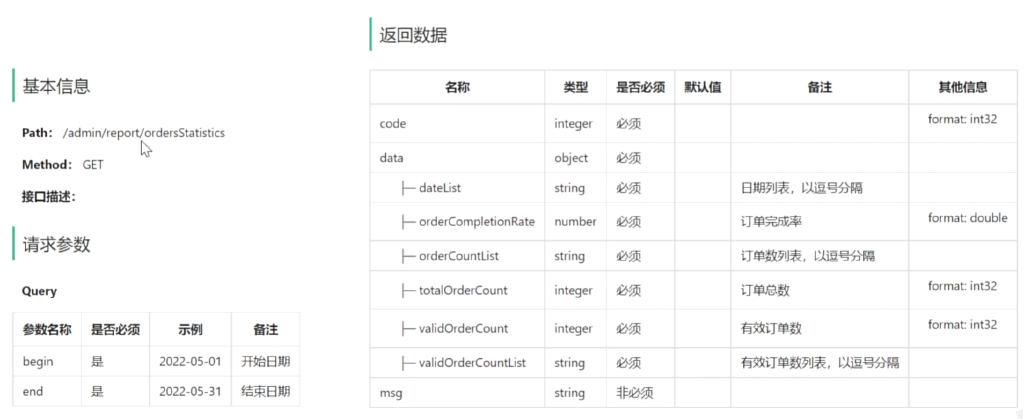 基本信息
Path： /admin/report/ordersStatistics
Method： GET
接口描述：
请求参数
Query
参数名称 是否必须 示例 备注
begin 是 2022-05-01 开始日期
end 是 2022-05-31 结束日期
返回数据
名称 类型 是否必须 默认值 备注 其他信息
code integer 必须 format: int32
data object 必须
├─ dateList string 必须 日期列表，以逗号分隔
├─ orderCompletionRate number 必须 订单完成率 format: double
├─ orderCountList string 必须 订单数列表，以逗号分隔
├─ totalOrderCount integer 必须 订单总数 format: int32
├─ validOrderCount integer 必须 有效订单数 format: int32
├─ validOrderCountList string 必须 有效订单数列表，以逗号分隔
msg string 非必须